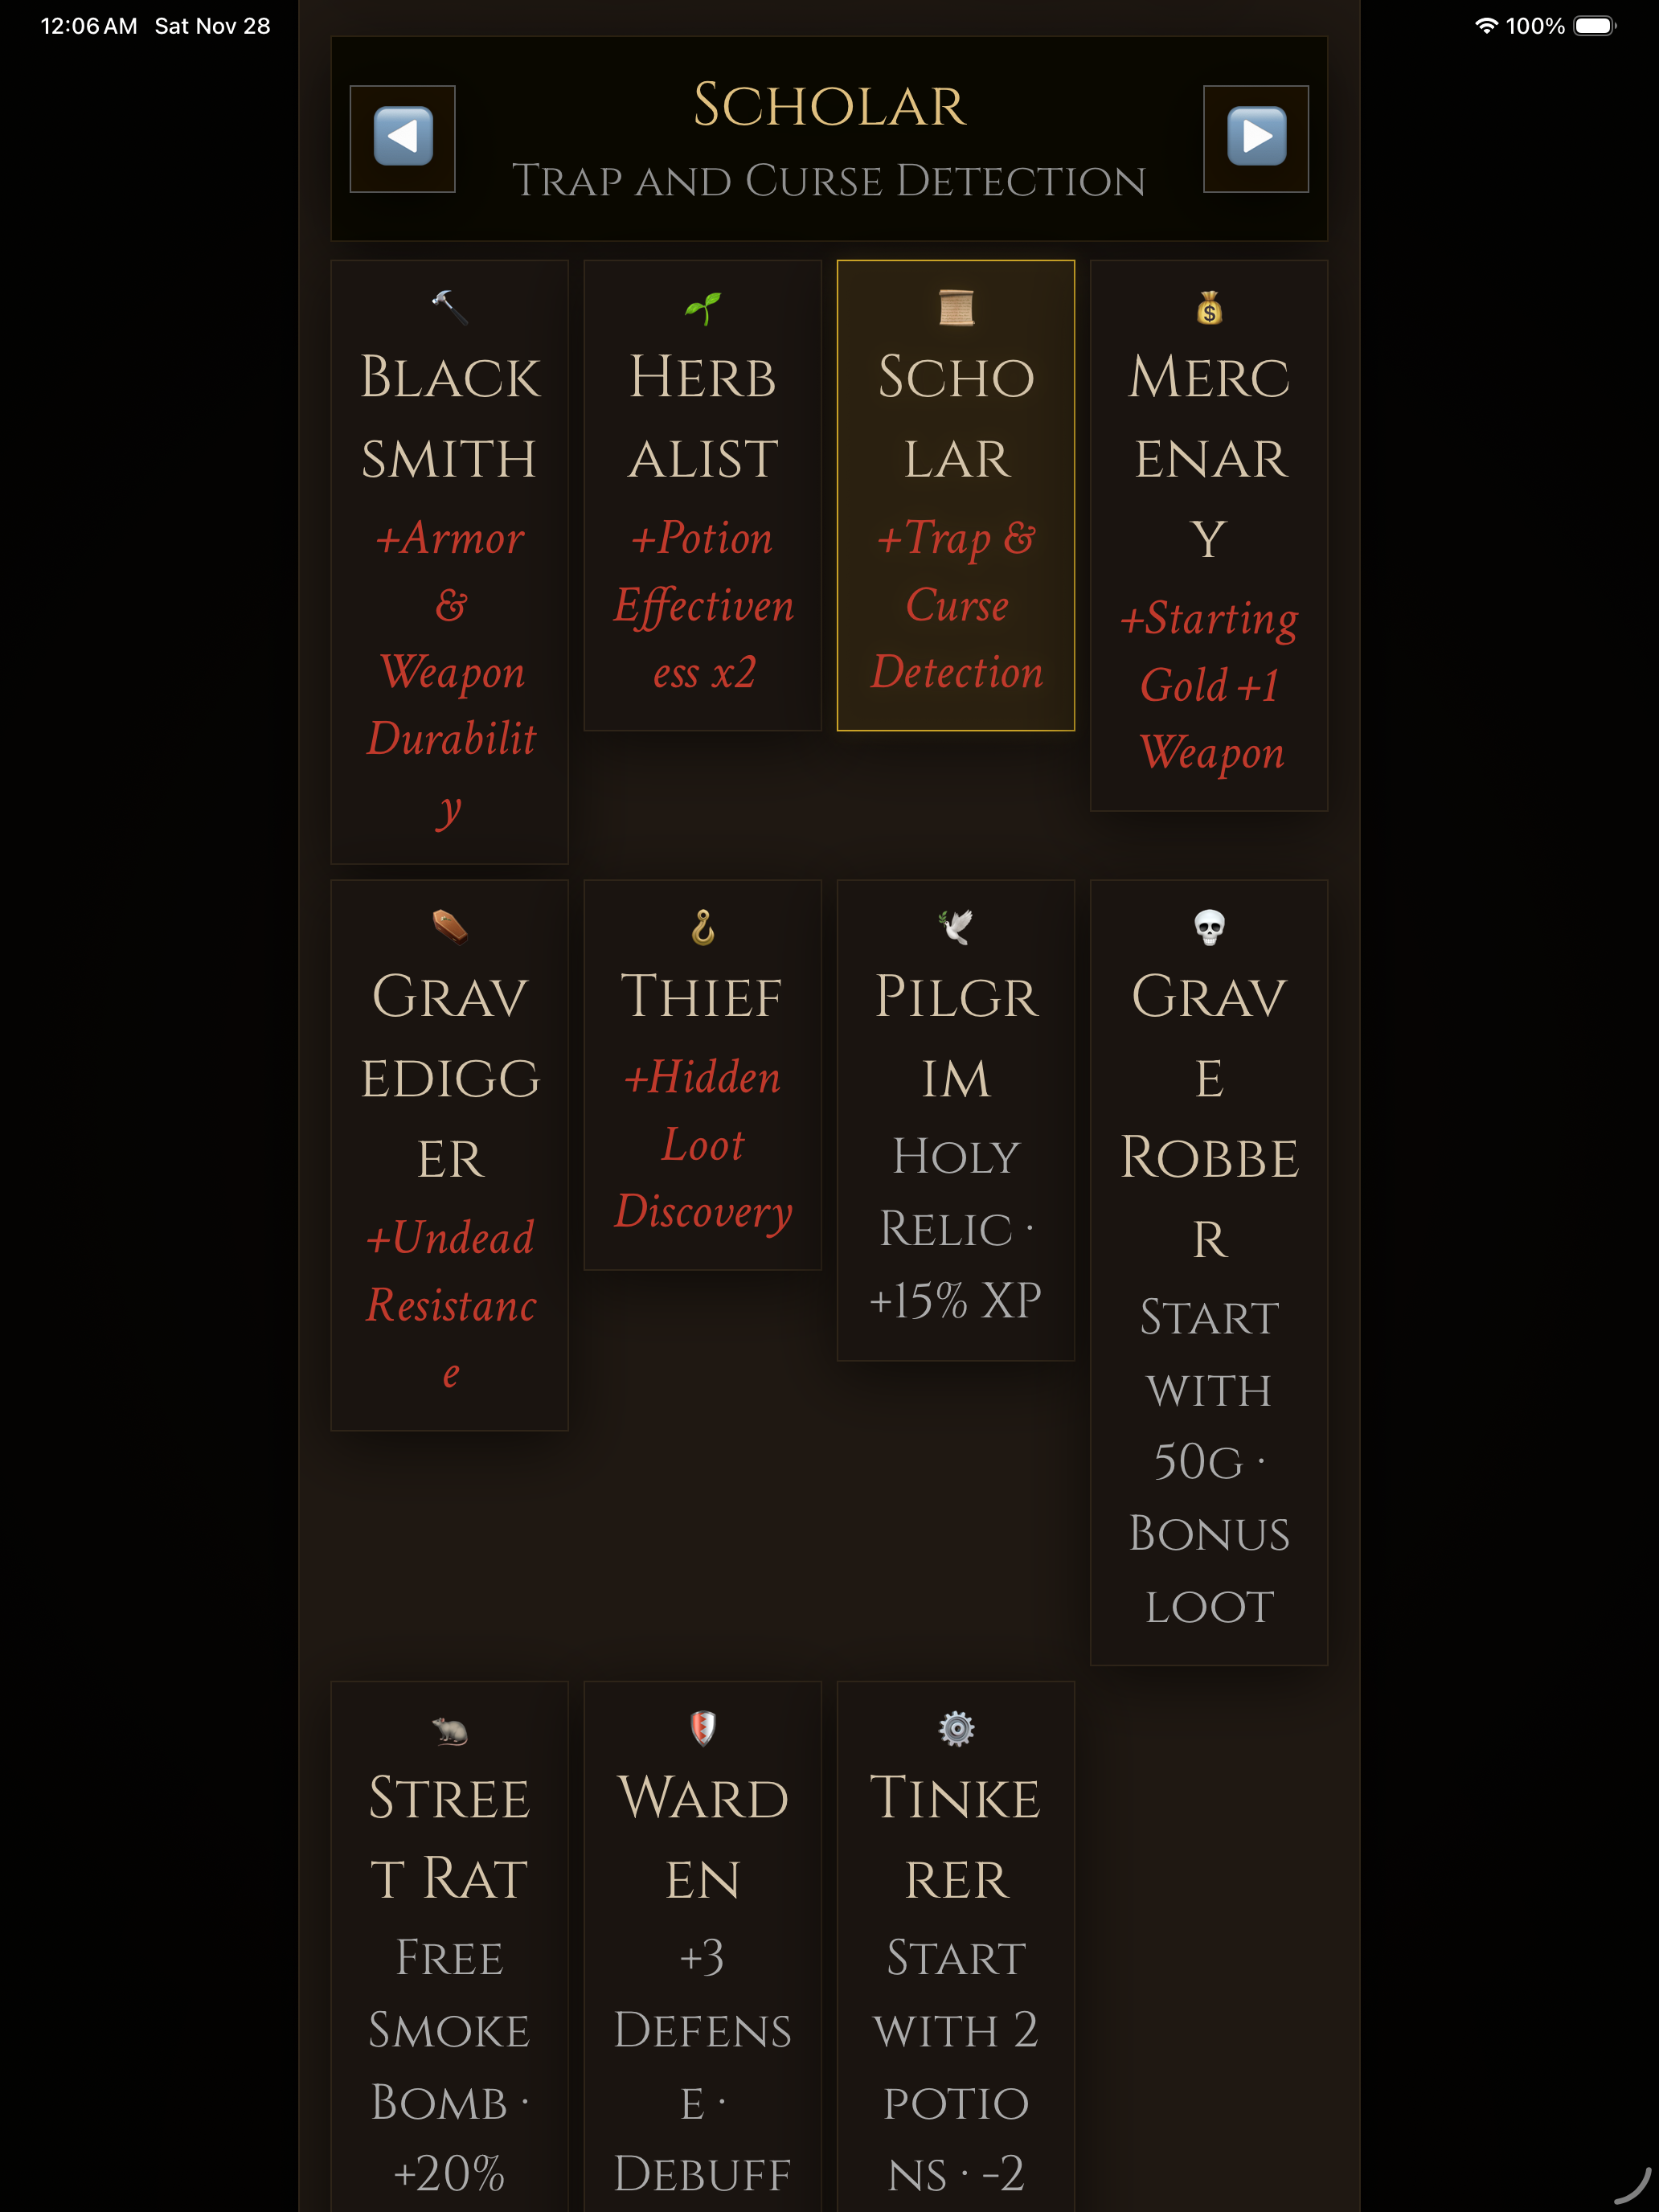 12:06 AM Sat Nov 28
100%
Scholar
Trap and Curse Detection
Black
smith
+Armor
&
Weapon
Durabilit
y
Herb
alist
+Potion
Effectiven
ess x2
Scho
lar
+Trap &
Curse
Detection
Merc
enar
y
+Starting
Gold +1
Weapon
Grav
edigg
er
+Undead
Resistanc
e
Thief
+Hidden
Loot
Discovery
Pilgr
im
Holy
Relic ·
+15% XP
Grav
e
Robbe
r
Start
with
50g ·
Bonus
loot
Stree
t Rat
Free
Smoke
Bomb ·
+20%
Ward
en
+3
Defens
e ·
Debuff
Tinke
rer
Start
with 2
potio
ns · -2